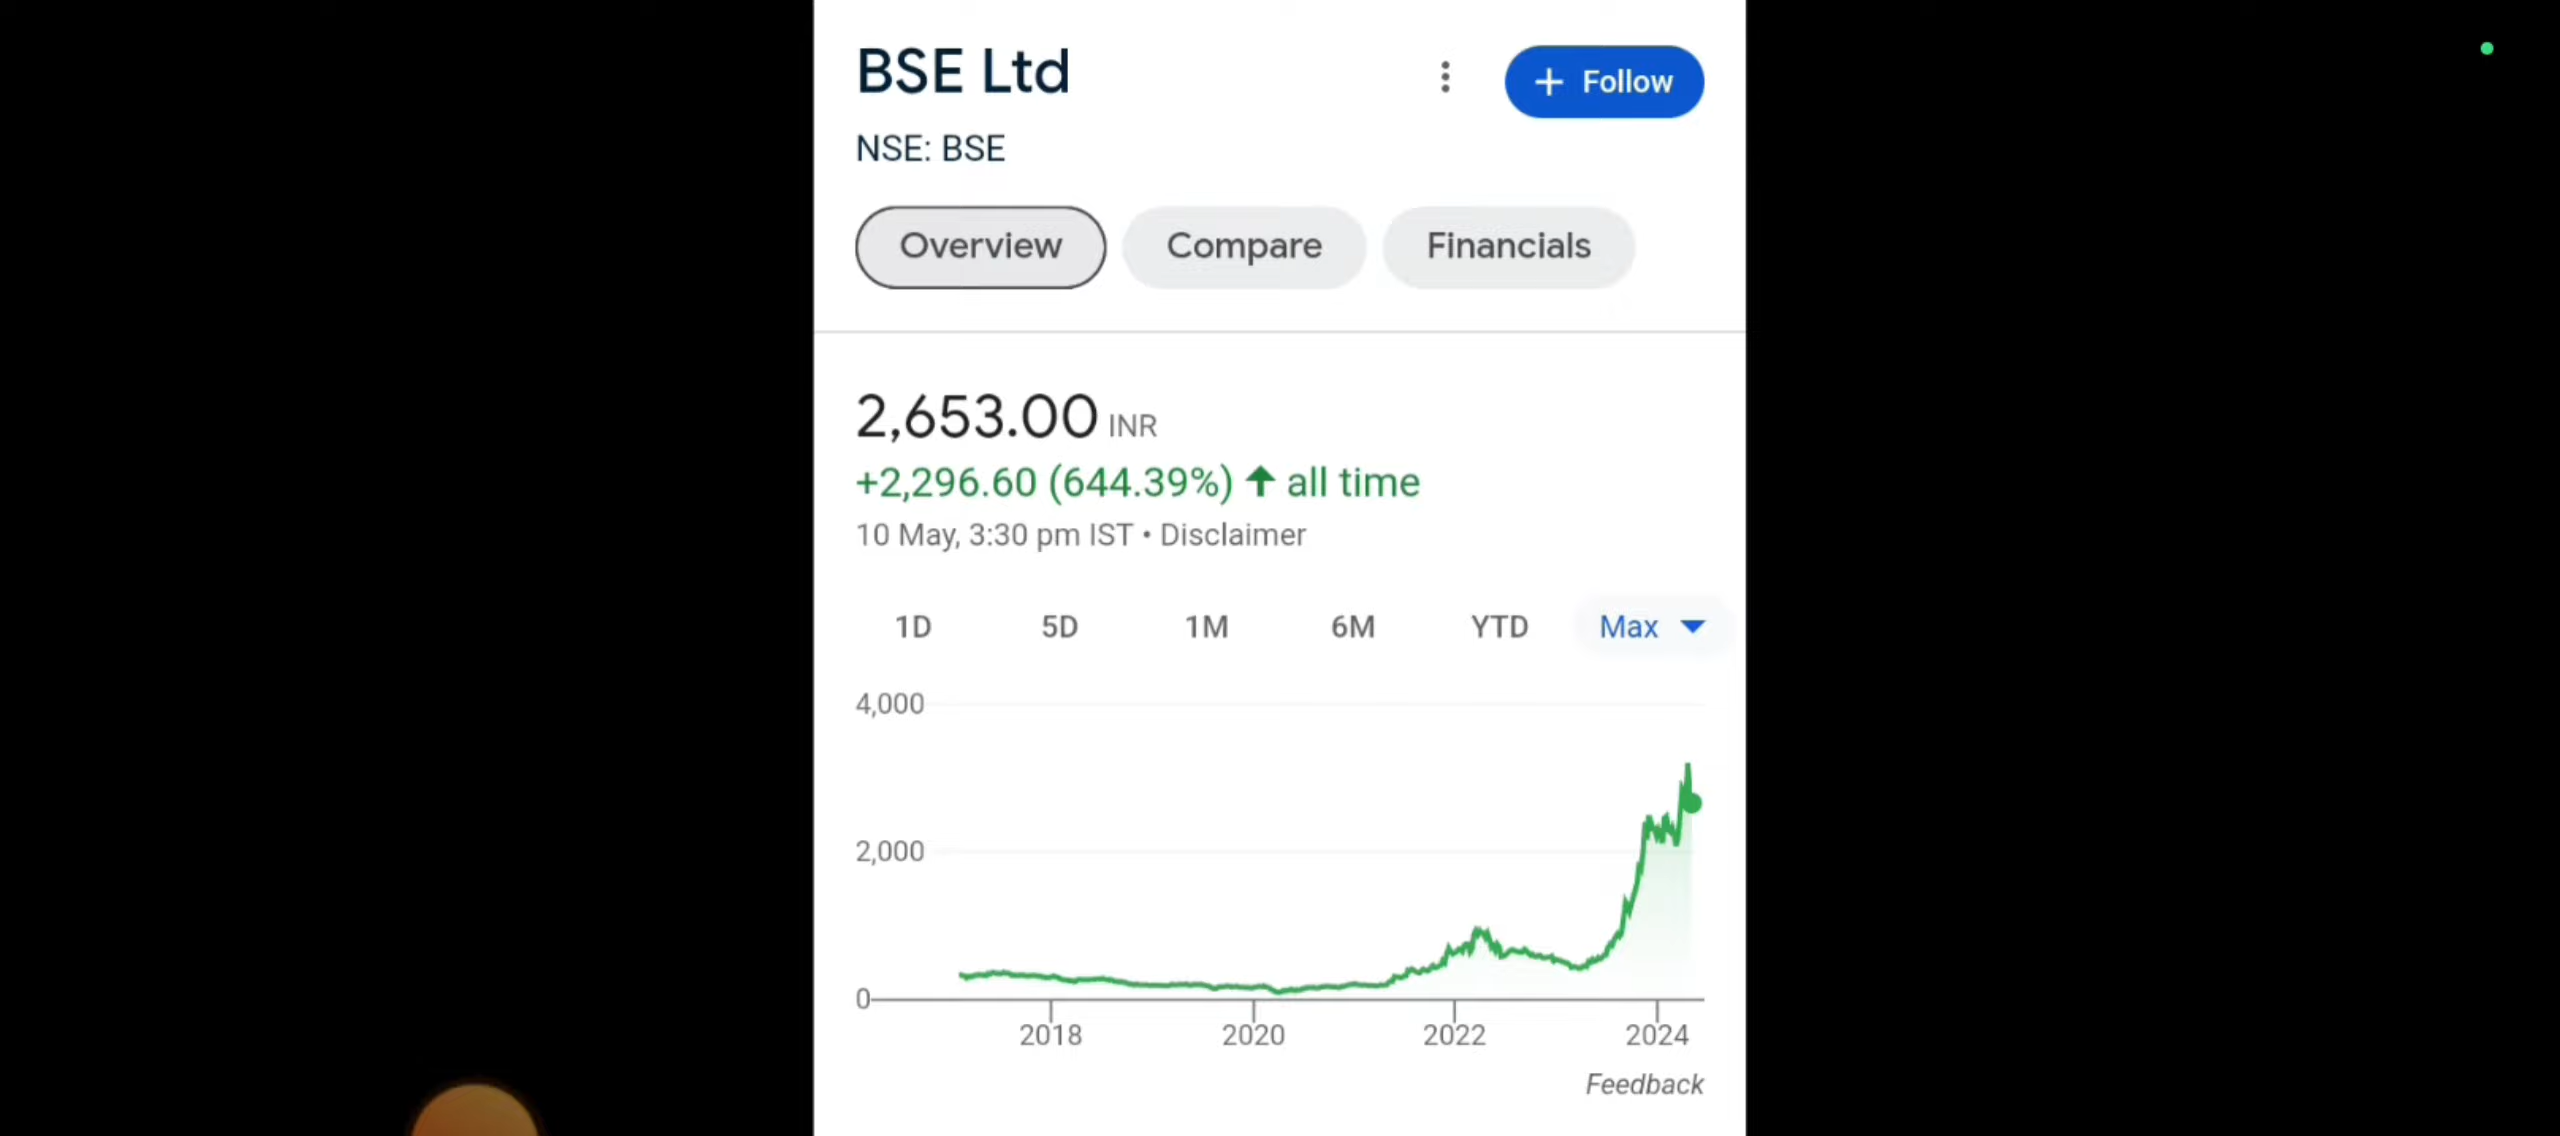 BSE Ltd
+ Follow
NSE: BSE
Overview Compare Financials
2,653.00 INR
+2,296.60 (644.39%) ↑ all time
10 May, 3:30 pm IST • Disclaimer
1D 5D 1M 6M YTD Max
4,000
2,000
0
2018 2020 2022 2024
Feedback